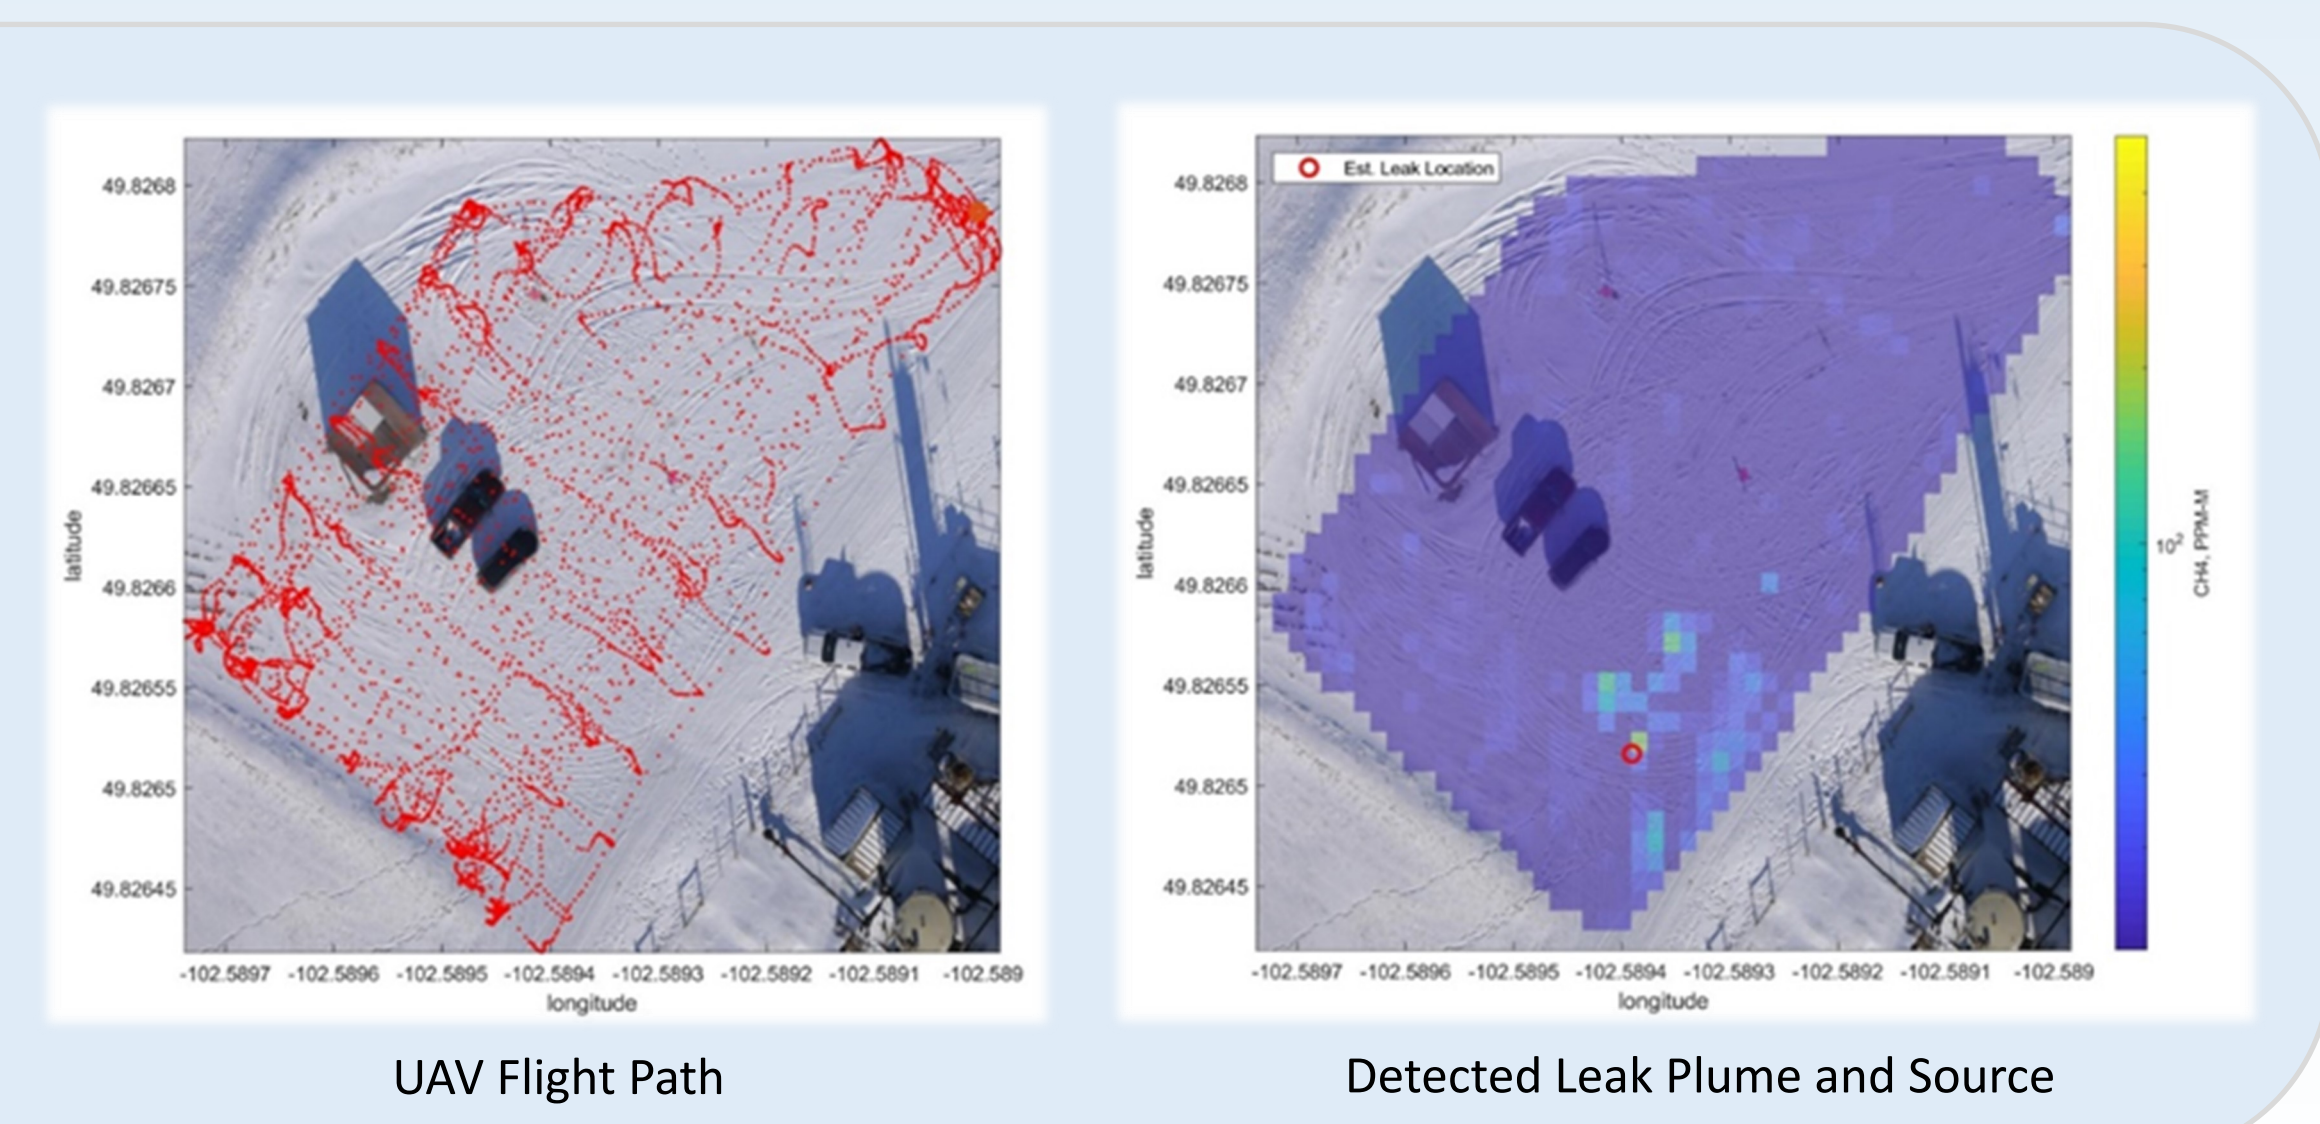 49.8268
49.82675
49.8267
49.82665
49.8266
49.82655
49.8265
49.82645
latitude
-102.5897 -102.5896 -102.5895 -102.5894 -102.5893 -102.5892 -102.5891 -102.589
longitude
UAV Flight Path
Est. Leak Location
49.8268
49.82675
49.8267
49.82665
49.8266
49.82655
49.8265
49.82645
latitude
-102.5897 -102.5896 -102.5895 -102.5894 -102.5893 -102.5892 -102.5891 -102.589
longitude
10²
CH4, PPM-M
Detected Leak Plume and Source